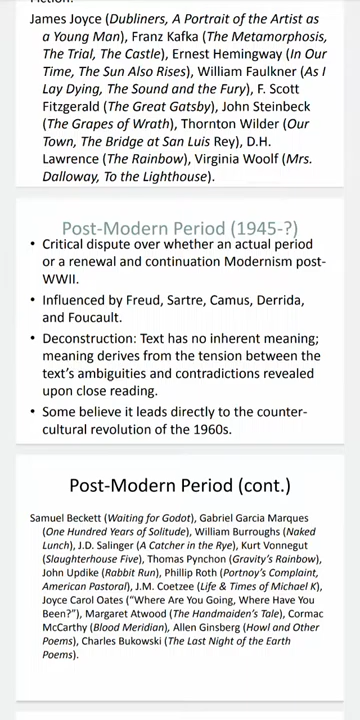 Fiction:
James Joyce (Dubliners, A Portrait of the Artist as
a Young Man), Franz Kafka (The Metamorphosis,
The Trial, The Castle), Ernest Hemingway (In Our
Time, The Sun Also Rises), William Faulkner (As I
Lay Dying, The Sound and the Fury), F. Scott
Fitzgerald (The Great Gatsby), John Steinbeck
(The Grapes of Wrath), Thornton Wilder (Our
Town, The Bridge at San Luis Rey), D.H.
Lawrence (The Rainbow), Virginia Woolf (Mrs.
Dalloway, To the Lighthouse).
Post-Modern Period (1945-?)
• Critical dispute over whether an actual period
or a renewal and continuation Modernism post-
WWII.
• Influenced by Freud, Sartre, Camus, Derrida,
and Foucault.
• Deconstruction: Text has no inherent meaning;
meaning derives from the tension between the
text's ambiguities and contradictions revealed
upon close reading.
• Some believe it leads directly to the counter-
cultural revolution of the 1960s.
Post-Modern Period (cont.)
Samuel Beckett (Waiting for Godot), Gabriel Garcia Marques
(One Hundred Years of Solitude), William Burroughs (Naked
Lunch), J.D. Salinger (A Catcher in the Rye), Kurt Vonnegut
(Slaughterhouse Five), Thomas Pynchon (Gravity's Rainbow),
John Updike (Rabbit Run), Phillip Roth (Portnoy's Complaint,
American Pastoral), J.M. Coetzee (Life & Times of Michael K),
Joyce Carol Oates ("Where Are You Going, Where Have You
Been?"), Margaret Atwood (The Handmaiden's Tale), Cormac
McCarthy (Blood Meridian), Allen Ginsberg (Howl and Other
Poems), Charles Bukowski (The Last Night of the Earth
Poems).